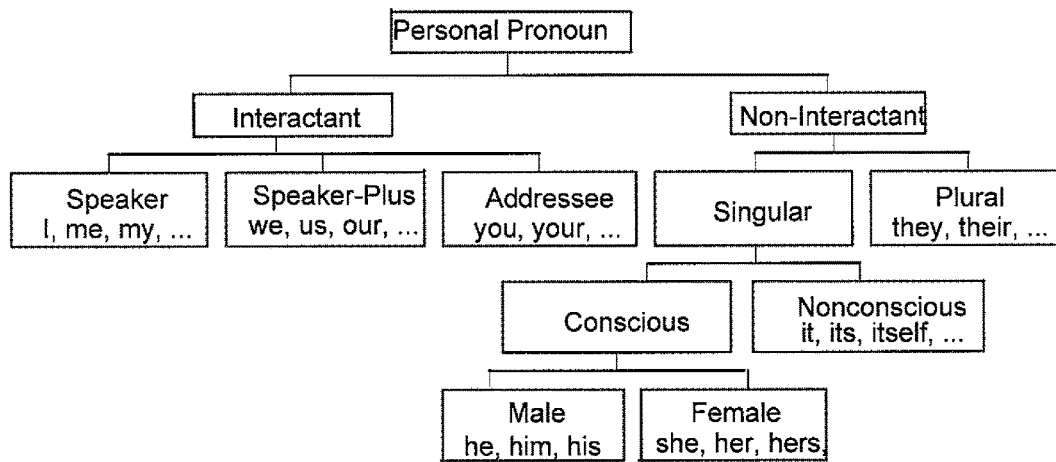 Personal Pronoun
Interactant
Non-Interactant
Speaker
I, me, my, ...
Speaker-Plus
we, us, our, ...
Addressee
you, your, ...
Singular
Plural
they, their, ...
Conscious
Nonconscious
it, its, itself, ...
Male
he, him, his
Female
she, her, hers,